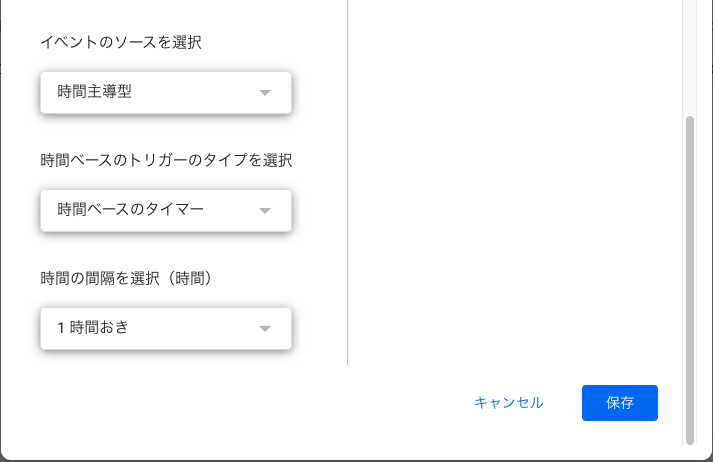 イベントのソースを選択
時間主導型
時間ベースのトリガーのタイプを選択
時間ベースのタイマー
時間の間隔を選択（時間）
1 時間おき
キャンセル
保存